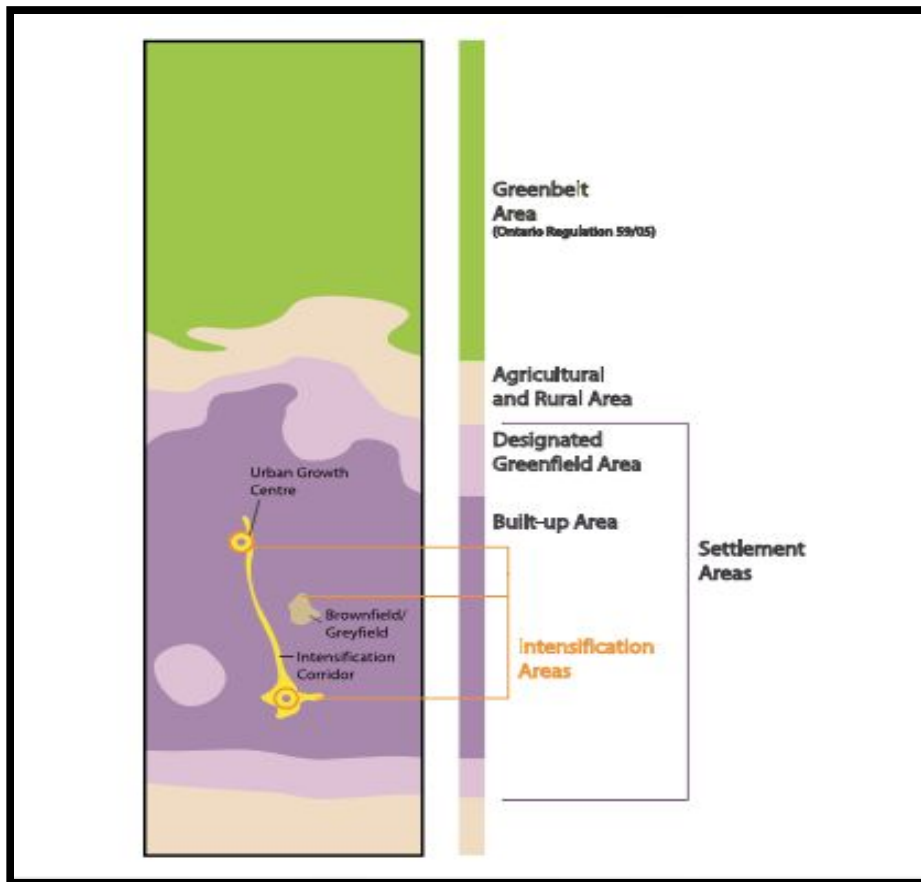 Greenbelt
Area
(Ontario Regulation 59/05)
Agricultural
and Rural Area
Designated
Greenfield Area
Urban Growth
Centre
Built-up Area
Settlement
Areas
Brownfield/
Greyfield
Intensification
Areas
Intensification
Corridor